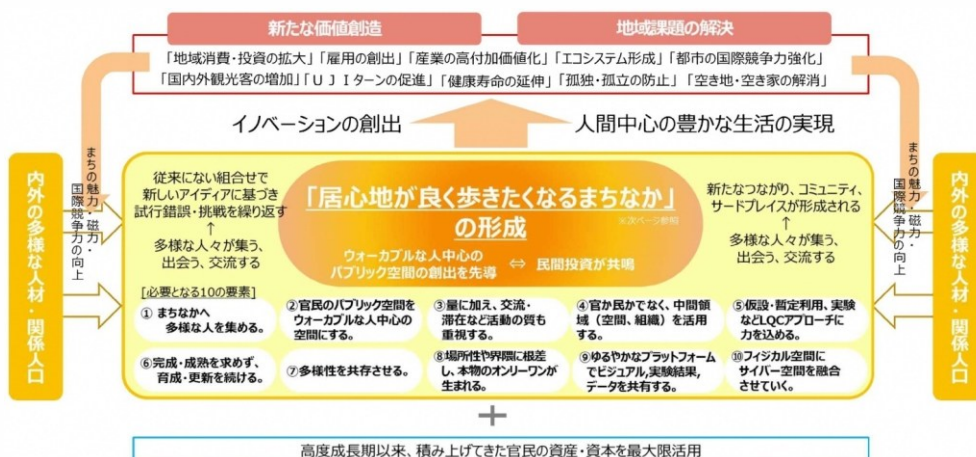 新たな価値創造
地域課題の解決
「地域消費・投資の拡大」「雇用の創出」「産業の高付加価値化」「エコシステム形成」「都市の国際競争力強化」
「国内外観光客の増加」「ＵＪＩターンの促進」「健康寿命の延伸」「孤独・孤立の防止」「空き地・空き家の解消」
イノベーションの創出
人間中心の豊かな生活の実現
まちの魅力・磁力・
国際競争力の向上
内外の多様な人材・関係人口
従来にない組合せで
新しいアイディアに基づき
試行錯誤・挑戦を繰り返す
↑
多様な人々が集う、
出会う、交流する
「居心地が良く歩きたくなるまちなか」
の形成
※次ページ参照
ウォーカブルな人中心の
パブリック空間の創出を先導
⇔
民間投資が共鳴
新たなつながり、コミュニティ、
サードプレイスが形成される
↑
多様な人々が集う、
出会う、交流する
まちの魅力・磁力・
国際競争力の向上
内外の多様な人材・関係人口
[必要となる10の要素]
① まちなかへ
多様な人を集める。
②官民のパブリック空間を
ウォーカブルな人中心の
空間にする。
③量に加え、交流・
滞在など活動の質も
重視する。
④官か民かでなく、中間領
域（空間、組織）を活用
する。
⑤仮設・暫定利用、実験
などLQCアプローチに
力を込める。
⑥完成・成熟を求めず、
育成・更新を続ける。
⑦多様性を共存させる。
⑧場所性や界隈に根差
し、本物のオンリーワンが
生まれる。
⑨ゆるやかなプラットフォーム
でビジュアル,実験結果,
データを共有する。
⑩フィジカル空間に
サイバー空間を融合
させていく。
＋
高度成長期以来、積み上げてきた官民の資産・資本を最大限活用